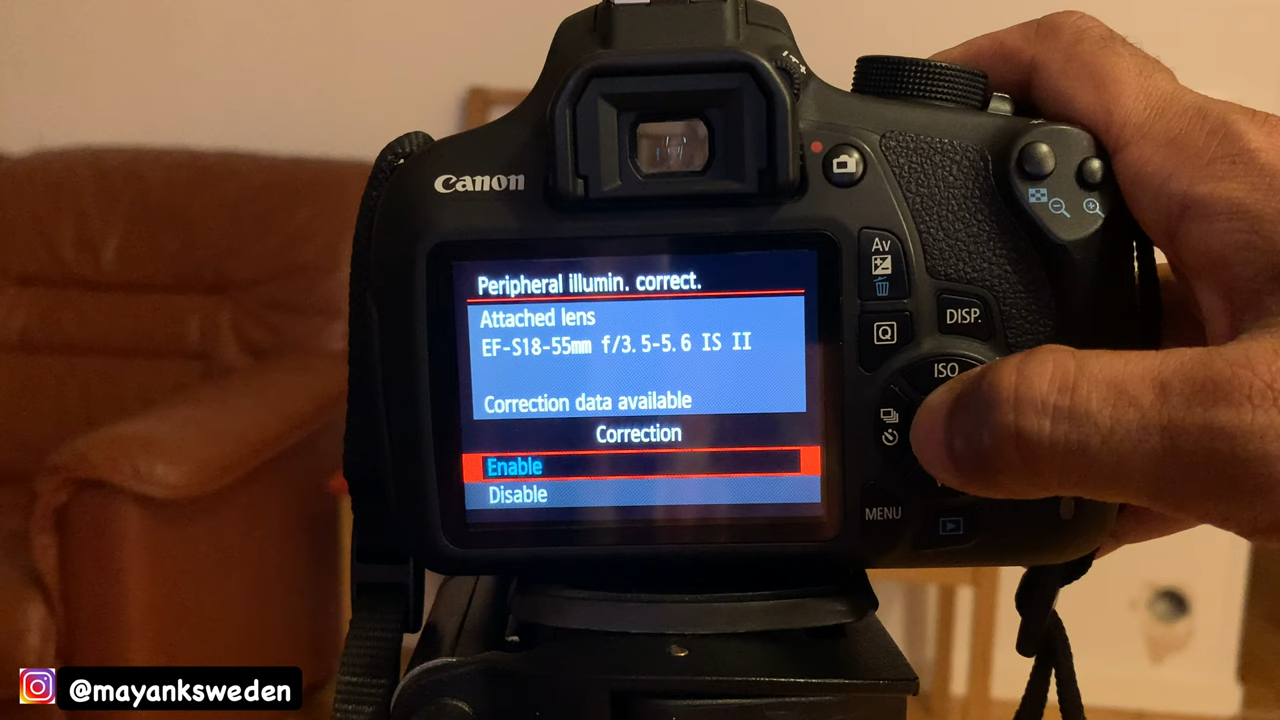 Canon
Peripheral illumin. correct.
Attached lens
EF-S18-55mm f/3.5-5.6 IS II
Correction data available
Correction
Enable
Disable
Av
Q
DISP.
ISO
MENU
@mayanksweden